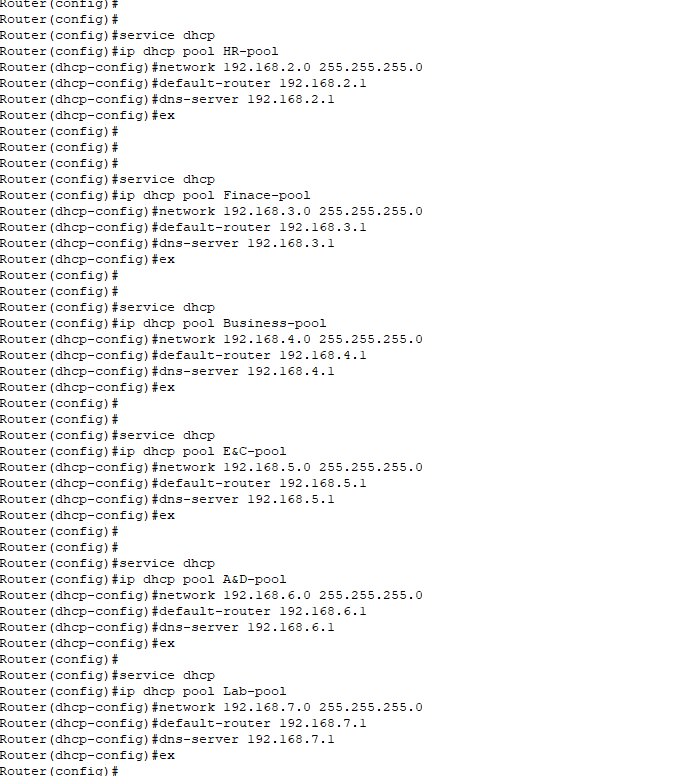 Router(config)#
Router(config)#
Router(config)#service dhcp
Router(config)#ip dhcp pool HR-pool
Router(dhcp-config)#network 192.168.2.0 255.255.255.0
Router(dhcp-config)#default-router 192.168.2.1
Router(dhcp-config)#dns-server 192.168.2.1
Router(dhcp-config)#ex
Router(config)#
Router(config)#
Router(config)#
Router(config)#service dhcp
Router(config)#ip dhcp pool Finace-pool
Router(dhcp-config)#network 192.168.3.0 255.255.255.0
Router(dhcp-config)#default-router 192.168.3.1
Router(dhcp-config)#dns-server 192.168.3.1
Router(dhcp-config)#ex
Router(config)#
Router(config)#
Router(config)#service dhcp
Router(config)#ip dhcp pool Business-pool
Router(dhcp-config)#network 192.168.4.0 255.255.255.0
Router(dhcp-config)#default-router 192.168.4.1
Router(dhcp-config)#dns-server 192.168.4.1
Router(dhcp-config)#ex
Router(config)#
Router(config)#
Router(config)#service dhcp
Router(config)#ip dhcp pool E&C-pool
Router(dhcp-config)#network 192.168.5.0 255.255.255.0
Router(dhcp-config)#default-router 192.168.5.1
Router(dhcp-config)#dns-server 192.168.5.1
Router(dhcp-config)#ex
Router(config)#
Router(config)#
Router(config)#service dhcp
Router(config)#ip dhcp pool A&D-pool
Router(dhcp-config)#network 192.168.6.0 255.255.255.0
Router(dhcp-config)#default-router 192.168.6.1
Router(dhcp-config)#dns-server 192.168.6.1
Router(dhcp-config)#ex
Router(config)#
Router(config)#service dhcp
Router(config)#ip dhcp pool Lab-pool
Router(dhcp-config)#network 192.168.7.0 255.255.255.0
Router(dhcp-config)#default-router 192.168.7.1
Router(dhcp-config)#dns-server 192.168.7.1
Router(dhcp-config)#ex
Router(config)#